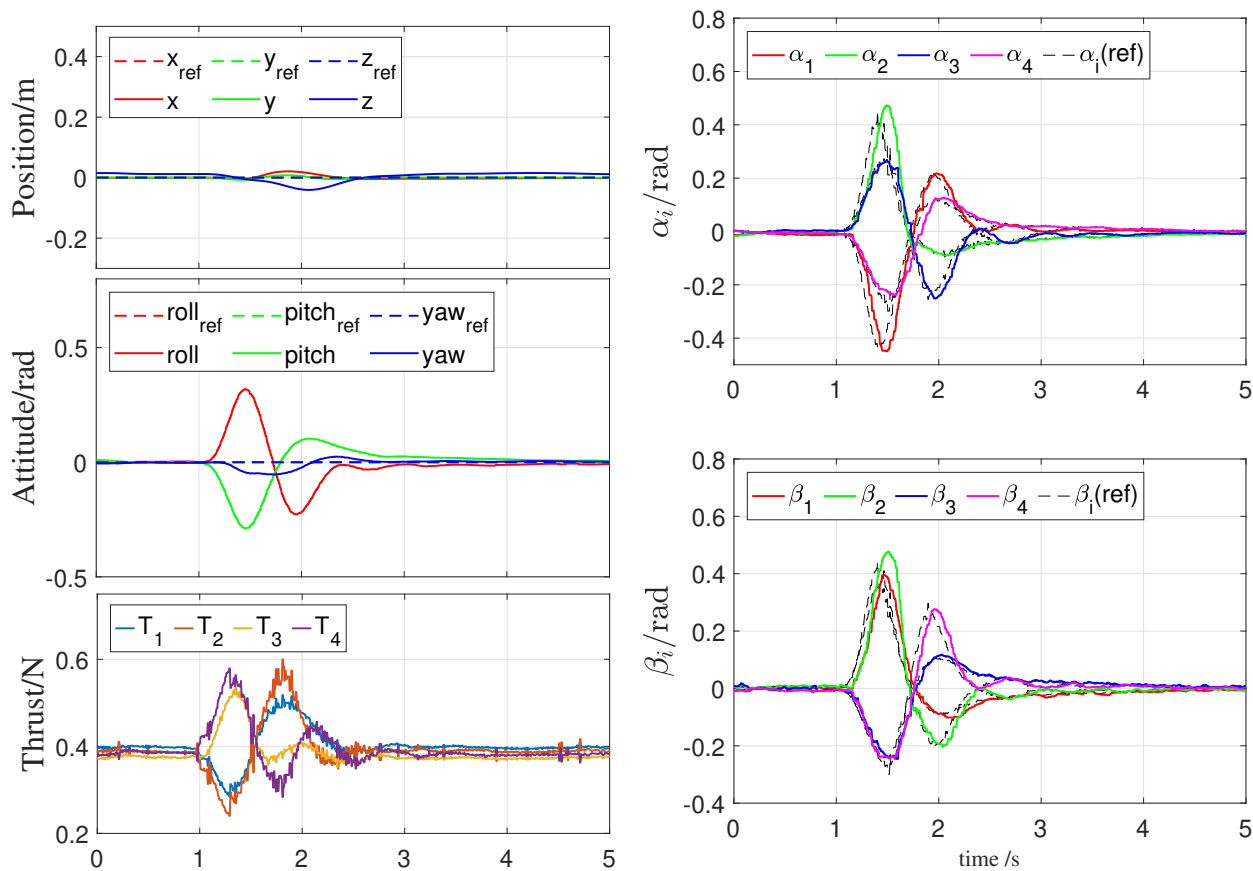 Position/m
0.4
0.2
0
-0.2
x_ref y_ref z_ref
x y z
Attitude/rad
0.5
0
-0.5
roll_ref pitch_ref yaw_ref
roll pitch yaw
Thrust/N
0.6
0.4
0.2
T_1 T_2 T_3 T_4
0 1 2 3 4 5
α_i/rad
0.8
0.6
0.4
0.2
0
-0.2
-0.4
α_1 α_2 α_3 α_4 α_i(ref)
0 1 2 3 4 5
β_i/rad
0.8
0.6
0.4
0.2
0
-0.2
-0.4
β_1 β_2 β_3 β_4 β_i(ref)
0 1 2 3 4 5
time /s